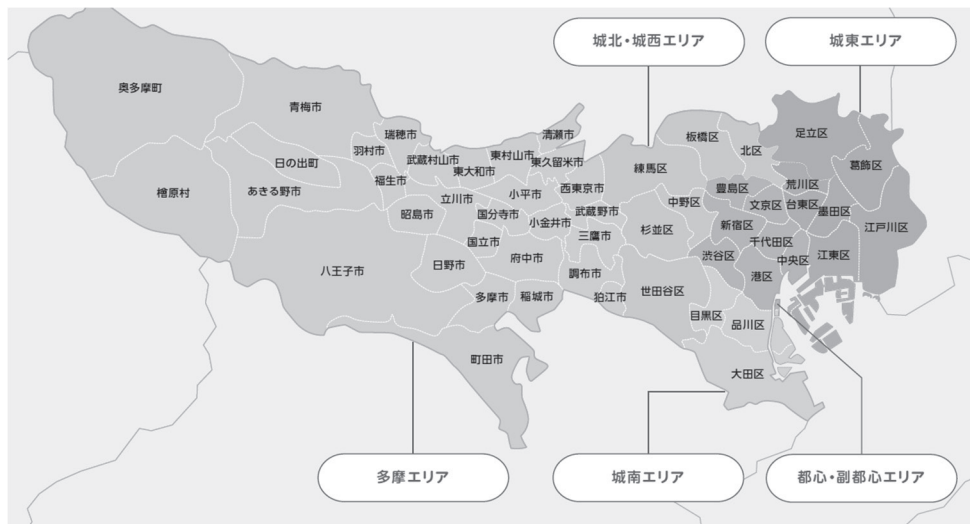 城北・城西エリア
城東エリア
奥多摩町
青梅市
瑞穂市
羽村市
日の出町
福生市
武蔵村山市
東大和市
東村山市
清瀬市
東久留米市
檜原村
あきる野市
昭島市
立川市
小平市
西東京市
国分寺市
小金井市
武蔵野市
三鷹市
国立市
八王子市
日野市
府中市
調布市
多摩市
稲城市
狛江市
町田市
練馬区
板橋区
北区
足立区
葛飾区
荒川区
豊島区
文京区
台東区
墨田区
江戸川区
中野区
杉並区
新宿区
千代田区
中央区
江東区
渋谷区
港区
世田谷区
目黒区
品川区
大田区
多摩エリア
城南エリア
都心・副都心エリア